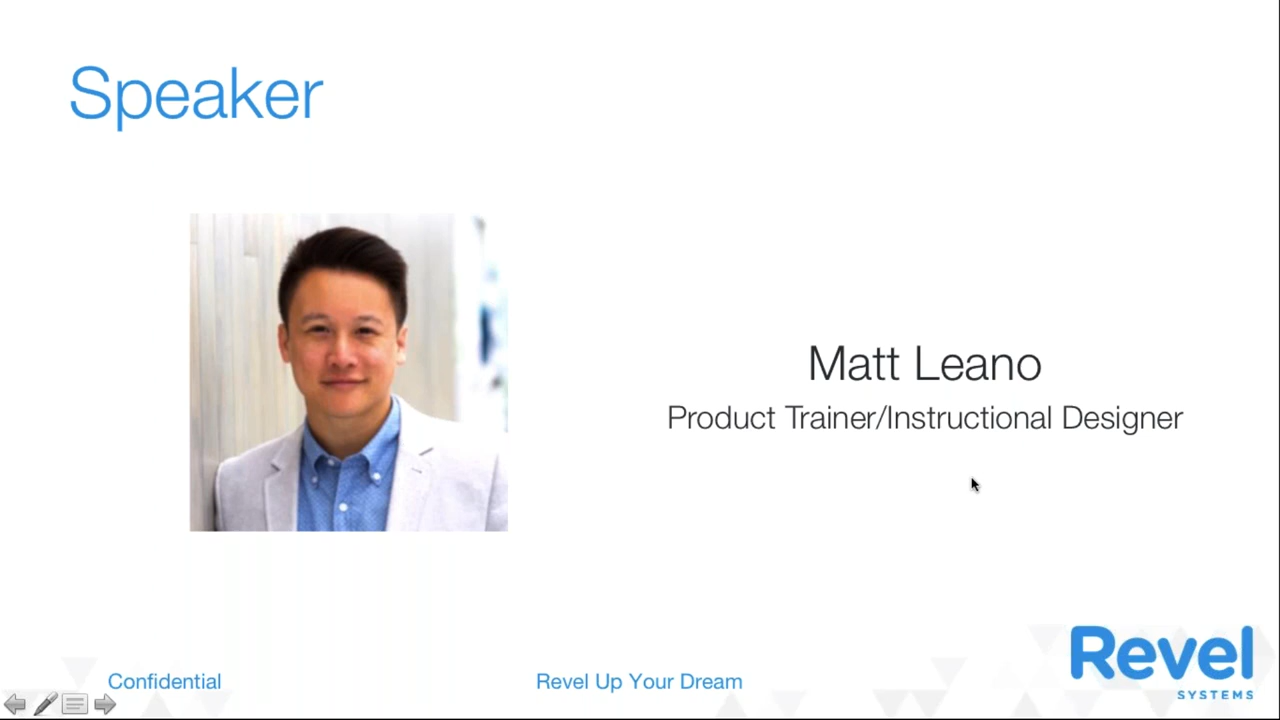 Speaker
Matt Leano
Product Trainer/Instructional Designer
Confidential
Revel Up Your Dream
Revel
SYSTEMS